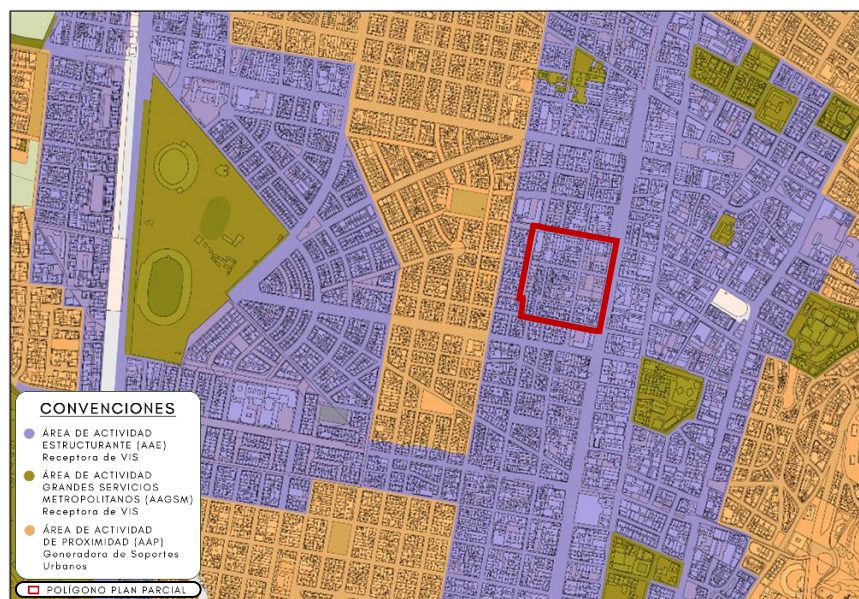 CONVENCIONES
ÁREA DE ACTIVIDAD
ESTRUCTURANTE (AAE)
Receptora de VIS
ÁREA DE ACTIVIDAD
GRANDES SERVICIOS
METROPOLITANOS (AAGSM)
Receptora de VIS
ÁREA DE ACTIVIDAD
DE PROXIMIDAD (AAP)
Generadora de Soportes
Urbanos
POLÍGONO PLAN PARCIAL